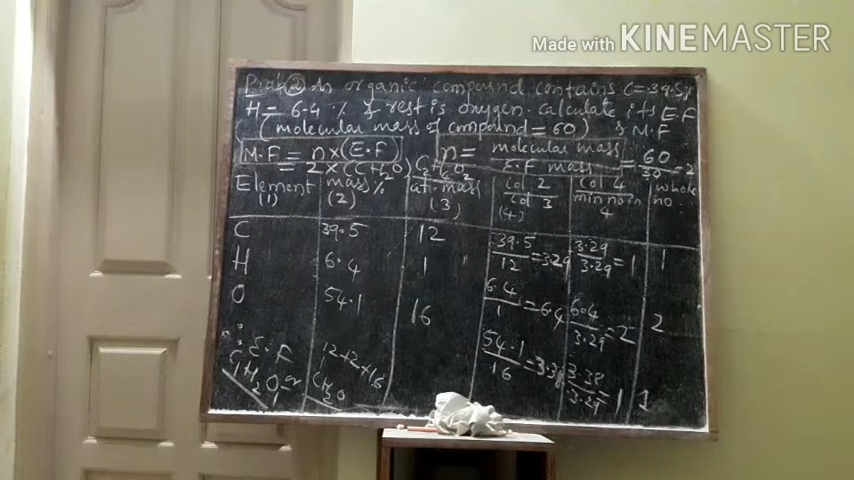 Made with KINEMASTER
Prob (2) An organic compound contains C=39.5%
H= 6.4 % & rest is oxygen. Calculate its E.F
(molecular mass of compound = 60) & M.F
M.F = n×(E.F) n = molecular mass / E.F mass = 60/30 = 2
= 2×(CH2O) C2H4O2
Element (1) mass % (2) at. mass (3) Col 2 / Col 3 (4) Col 4 / min no in 4 whole no.
C 39.5 12 39.5/12 = 3.29 3.29/3.29 = 1 1
H 6.4 1 6.4/1 = 6.4 6.4/3.29 = 2 2
O 54.1 16 54.1/16 = 3.38 3.38/3.29 1 1
∴ E.F 12+2×16
C1H2O1 or CH2O